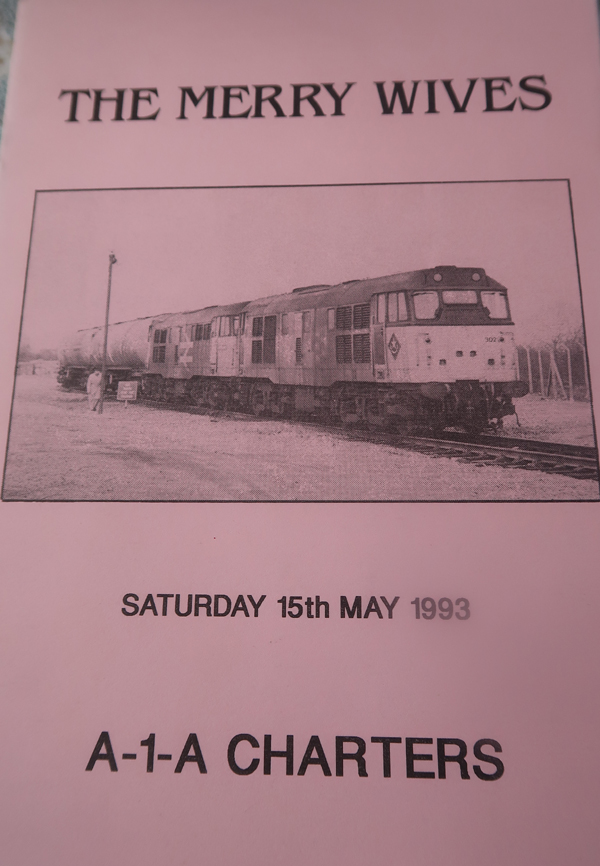 THE MERRY WIVES
SATURDAY 15th MAY 1993
A-1-A CHARTERS